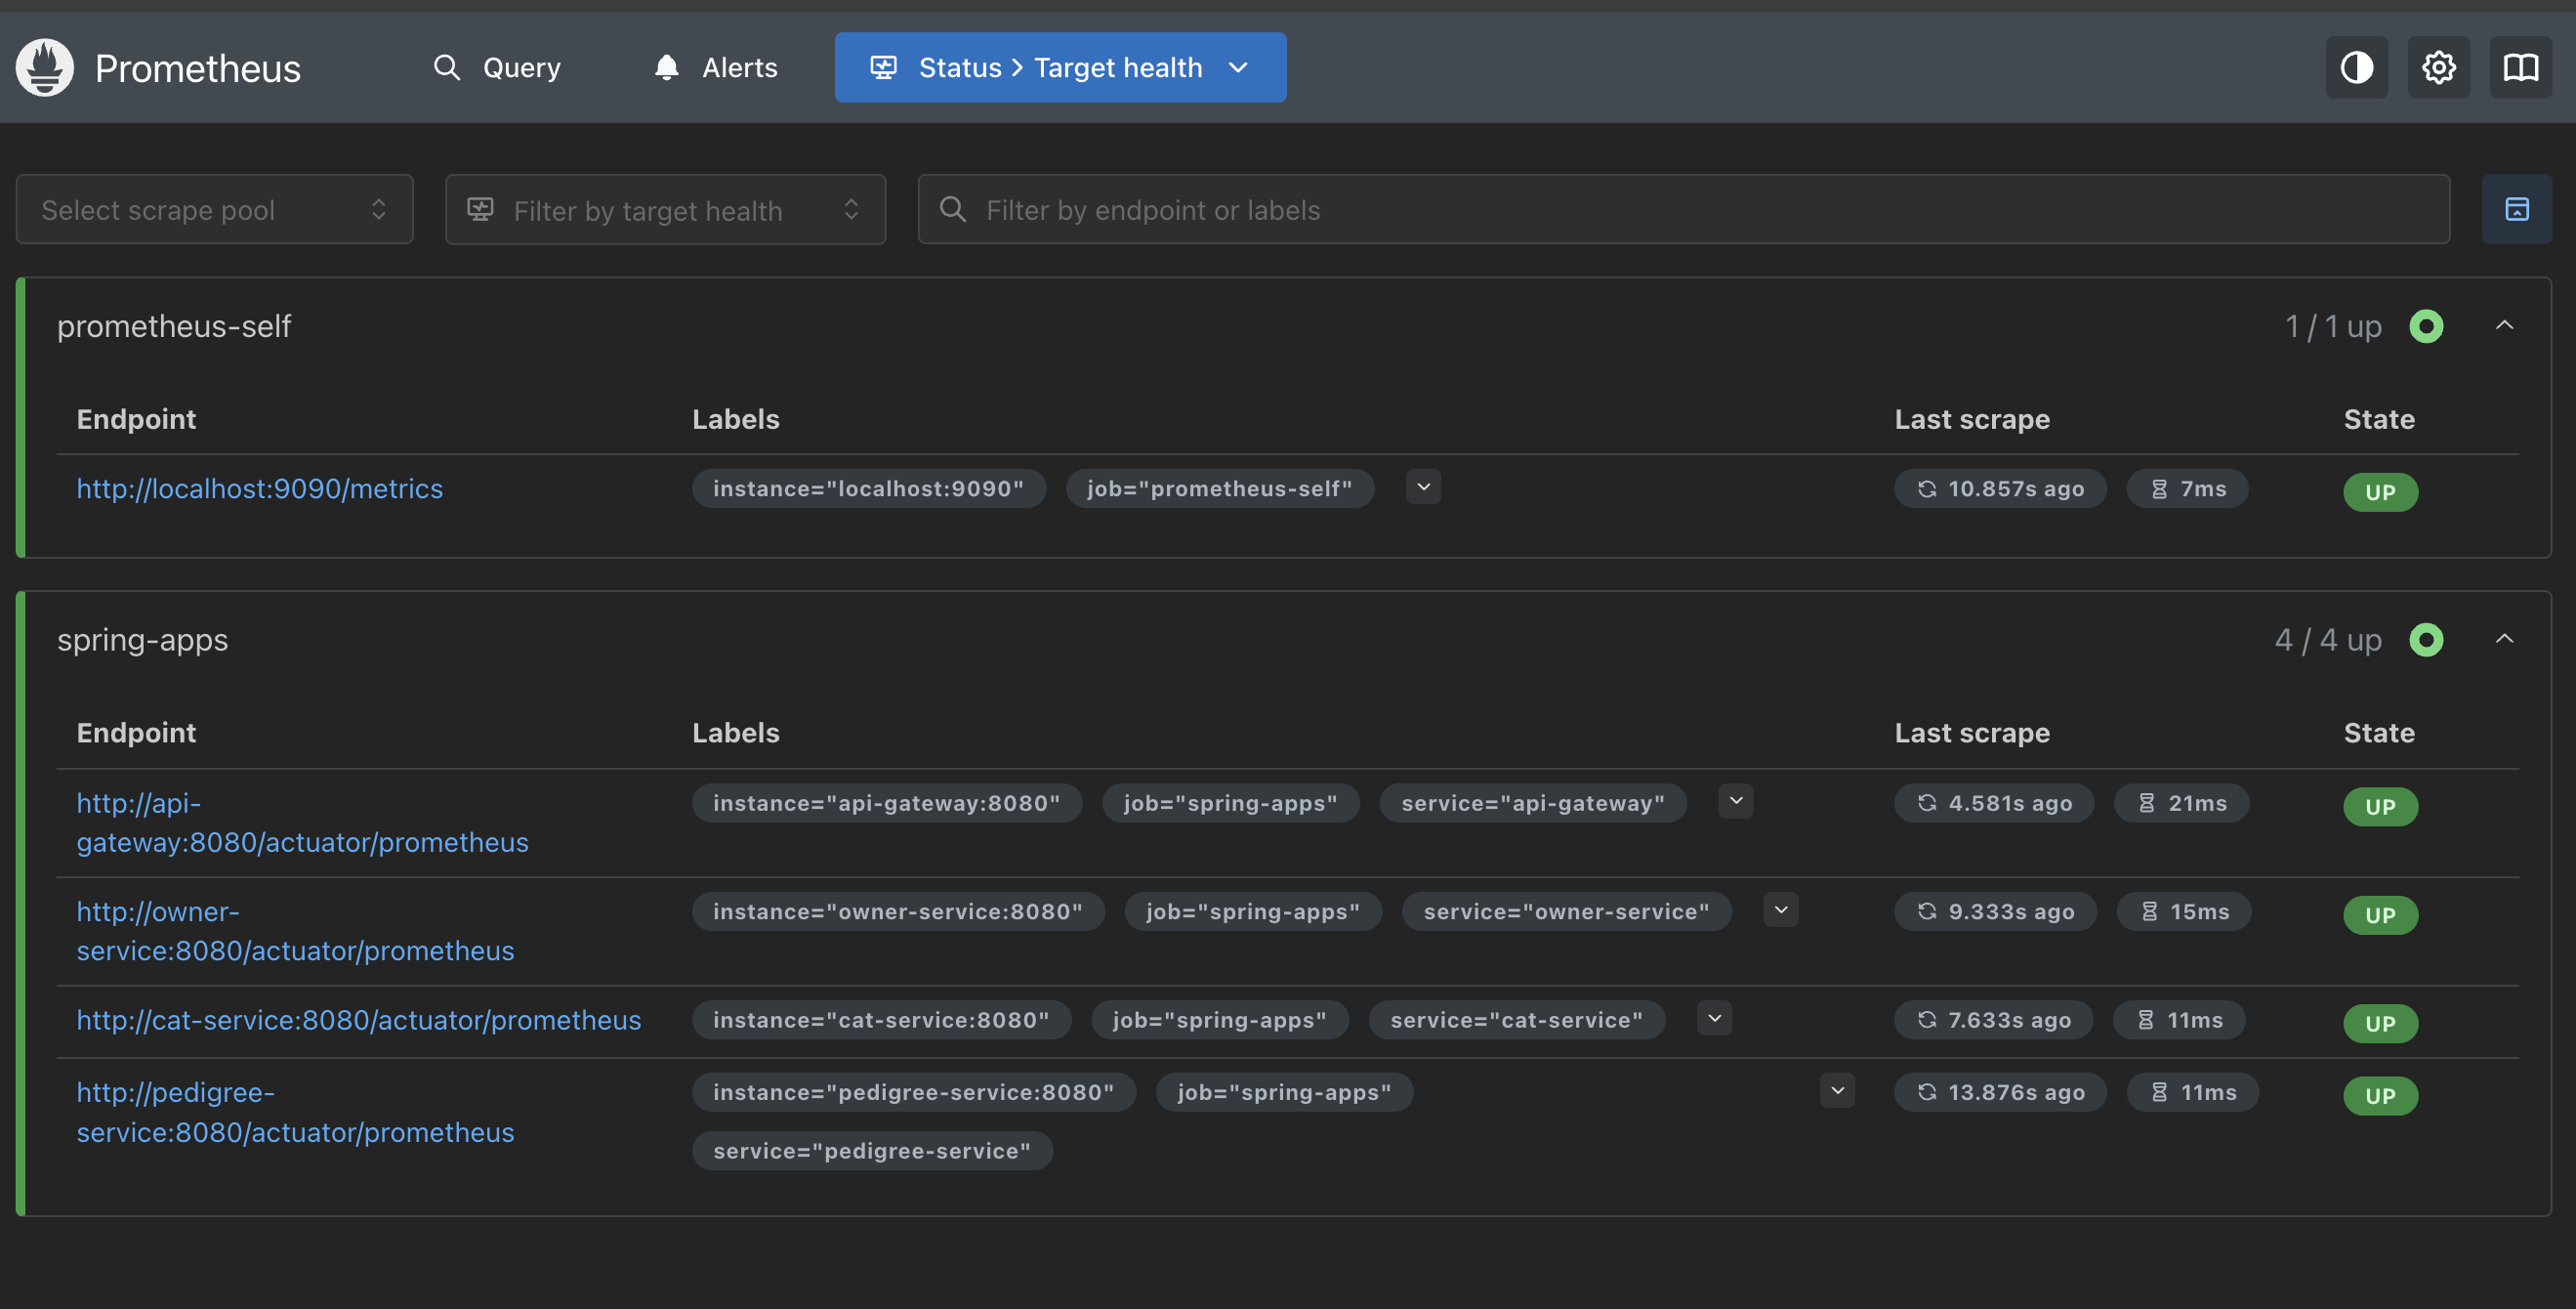 Prometheus
Query
Alerts
Status > Target health
Select scrape pool
Filter by target health
Filter by endpoint or labels
prometheus-self
1 / 1 up
Endpoint Labels Last scrape State
http://localhost:9090/metrics instance="localhost:9090" job="prometheus-self" 10.857s ago 7ms UP
spring-apps
4 / 4 up
Endpoint Labels Last scrape State
http://api-
gateway:8080/actuator/prometheus
instance="api-gateway:8080" job="spring-apps" service="api-gateway" 4.581s ago 21ms UP
http://owner-
service:8080/actuator/prometheus
instance="owner-service:8080" job="spring-apps" service="owner-service" 9.333s ago 15ms UP
http://cat-service:8080/actuator/prometheus instance="cat-service:8080" job="spring-apps" service="cat-service" 7.633s ago 11ms UP
http://pedigree-
service:8080/actuator/prometheus
instance="pedigree-service:8080" job="spring-apps"
service="pedigree-service"
13.876s ago 11ms UP